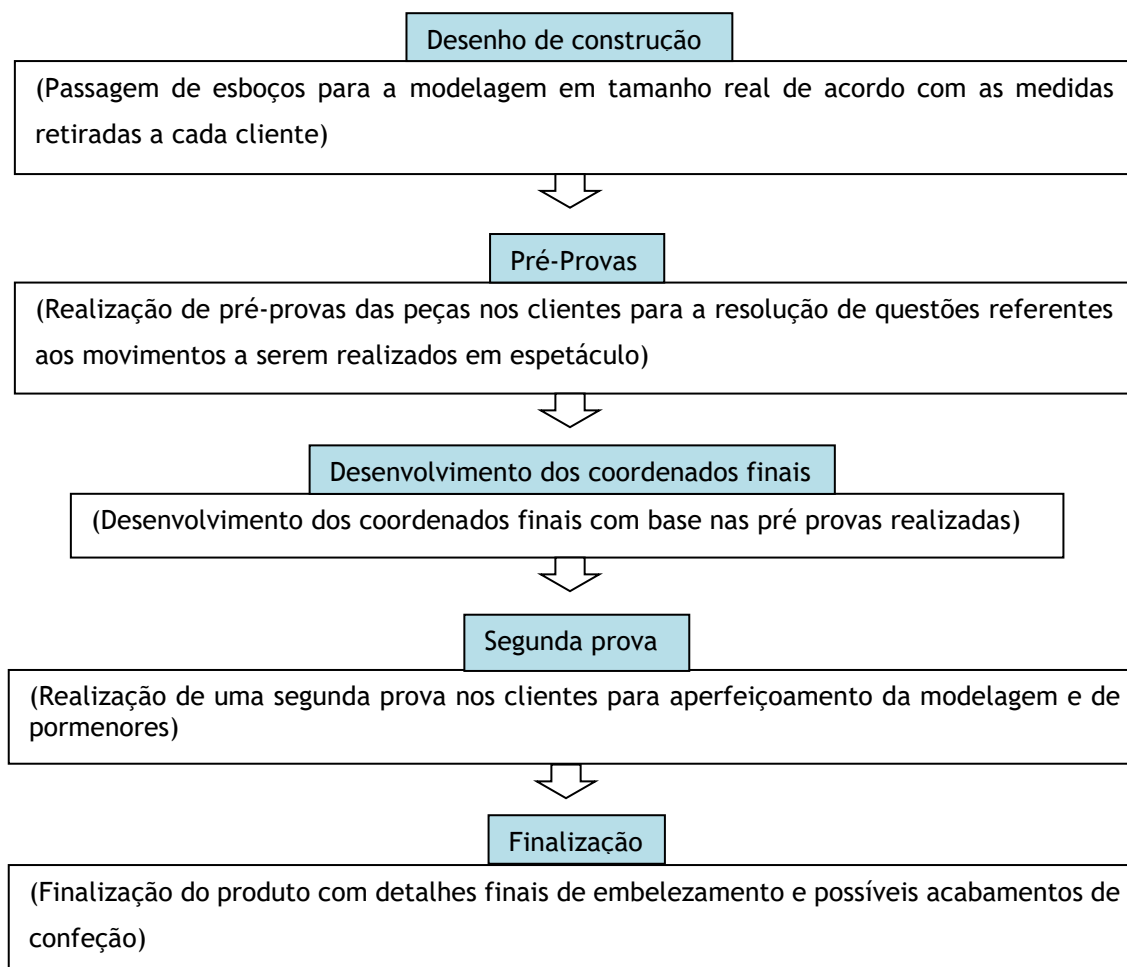 Desenho de construção
(Passagem de esboços para a modelagem em tamanho real de acordo com as medidas
retiradas a cada cliente)
Pré-Provas
(Realização de pré-provas das peças nos clientes para a resolução de questões referentes
aos movimentos a serem realizados em espetáculo)
Desenvolvimento dos coordenados finais
(Desenvolvimento dos coordenados finais com base nas pré provas realizadas)
Segunda prova
(Realização de uma segunda prova nos clientes para aperfeiçoamento da modelagem e de
pormenores)
Finalização
(Finalização do produto com detalhes finais de embelezamento e possíveis acabamentos de
confeção)